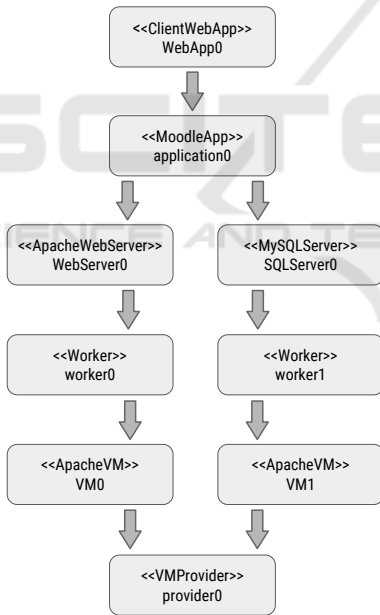 <<ClientWebApp>>
WebApp0
<<MoodleApp>>
application0
<<ApacheWebServer>>
WebServer0
<<MySQLServer>>
SQLServer0
<<Worker>>
worker0
<<Worker>>
worker1
<<ApacheVM>>
VM0
<<ApacheVM>>
VM1
<<VMProvider>>
provider0